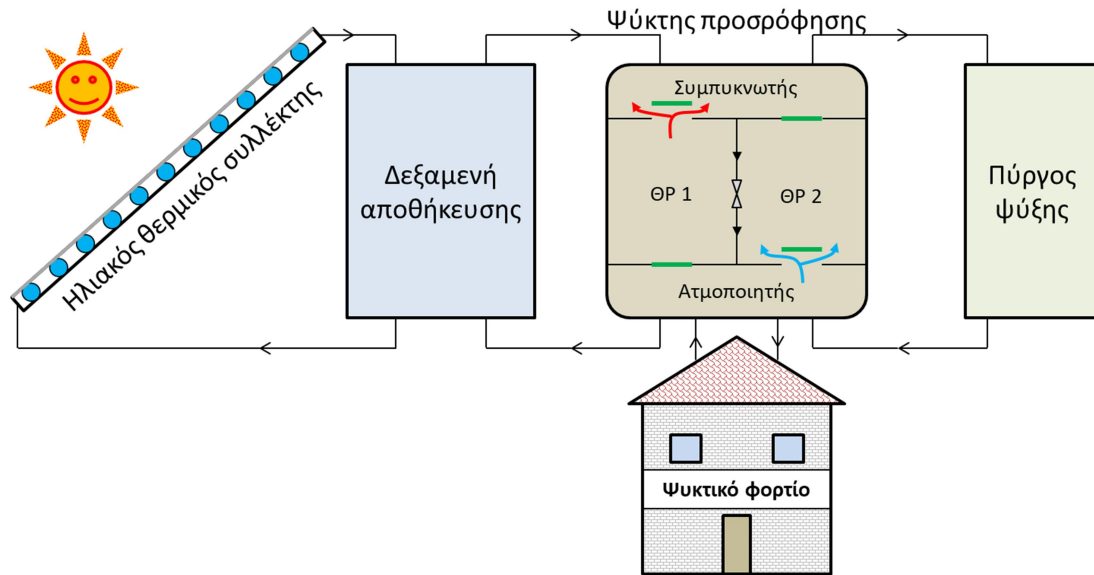 Ψύκτης προσρόφησης
Ηλιακός θερμικός συλλέκτης
Δεξαμενή
αποθήκευσης
Συμπυκνωτής
ΘΡ 1
ΘΡ 2
Ατμοποιητής
Πύργος
ψύξης
Ψυκτικό φορτίο